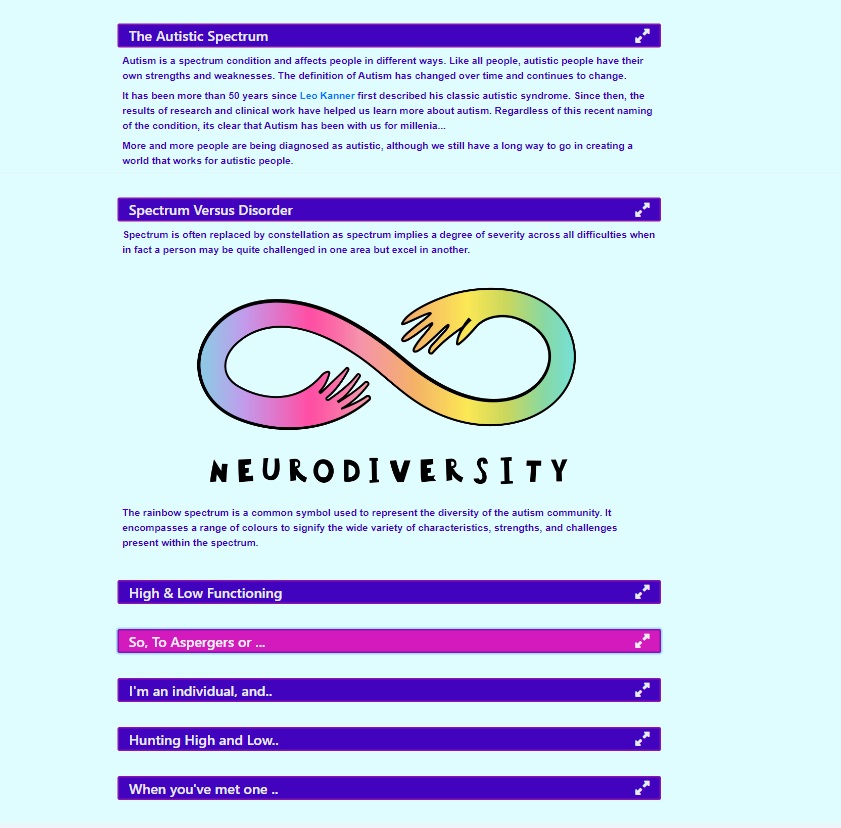 The Autistic Spectrum
Autism is a spectrum condition and affects people in different ways. Like all people, autistic people have their
own strengths and weaknesses. The definition of Autism has changed over time and continues to change.
It has been more than 50 years since Leo Kanner first described his classic autistic syndrome. Since then, the
results of research and clinical work have helped us learn more about autism. Regardless of this recent naming
of the condition, its clear that Autism has been with us for millenia...
More and more people are being diagnosed as autistic, although we still have a long way to go in creating a
world that works for autistic people.
Spectrum Versus Disorder
Spectrum is often replaced by constellation as spectrum implies a degree of severity across all difficulties when
in fact a person may be quite challenged in one area but excel in another.
NEURODIVERSITY
The rainbow spectrum is a common symbol used to represent the diversity of the autism community. It
encompasses a range of colours to signify the wide variety of characteristics, strengths, and challenges
present within the spectrum.
High & Low Functioning
So, To Aspergers or ...
I'm an individual, and..
Hunting High and Low..
When you've met one ..